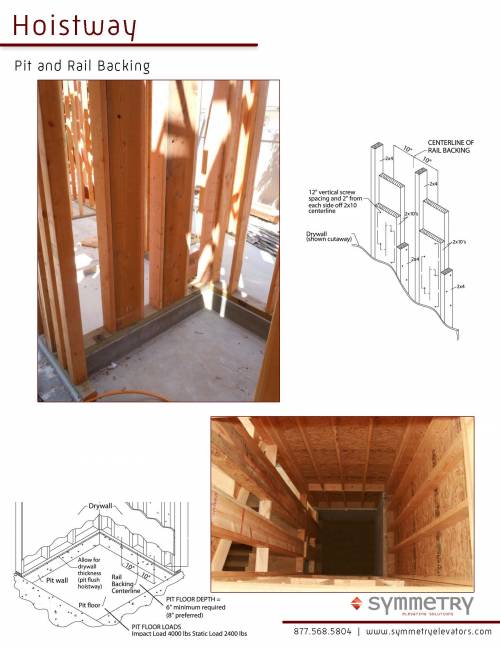 Hoistway
Pit and Rail Backing
CENTERLINE OF
RAIL BACKING
10"
10"
2x4
2x4
12" vertical screw
spacing and 2" from
each side off 2x10
centerline
2x10's
Drywall
(shown cutaway)
2x10's
2x4
2x4
Drywall
Allow for
drywall
thickness
(pit flush
hoistway)
10"
10"
Pit wall
Rail
Backing
Centerline
Pit floor
PIT FLOOR DEPTH =
6" minimum required
(8" preferred)
PIT FLOOR LOADS
Impact Load 4000 lbs Static Load 2400 lbs
SYMMETRY
ELEVATING SOLUTIONS
877.568.5804 | www.symmetryelevators.com